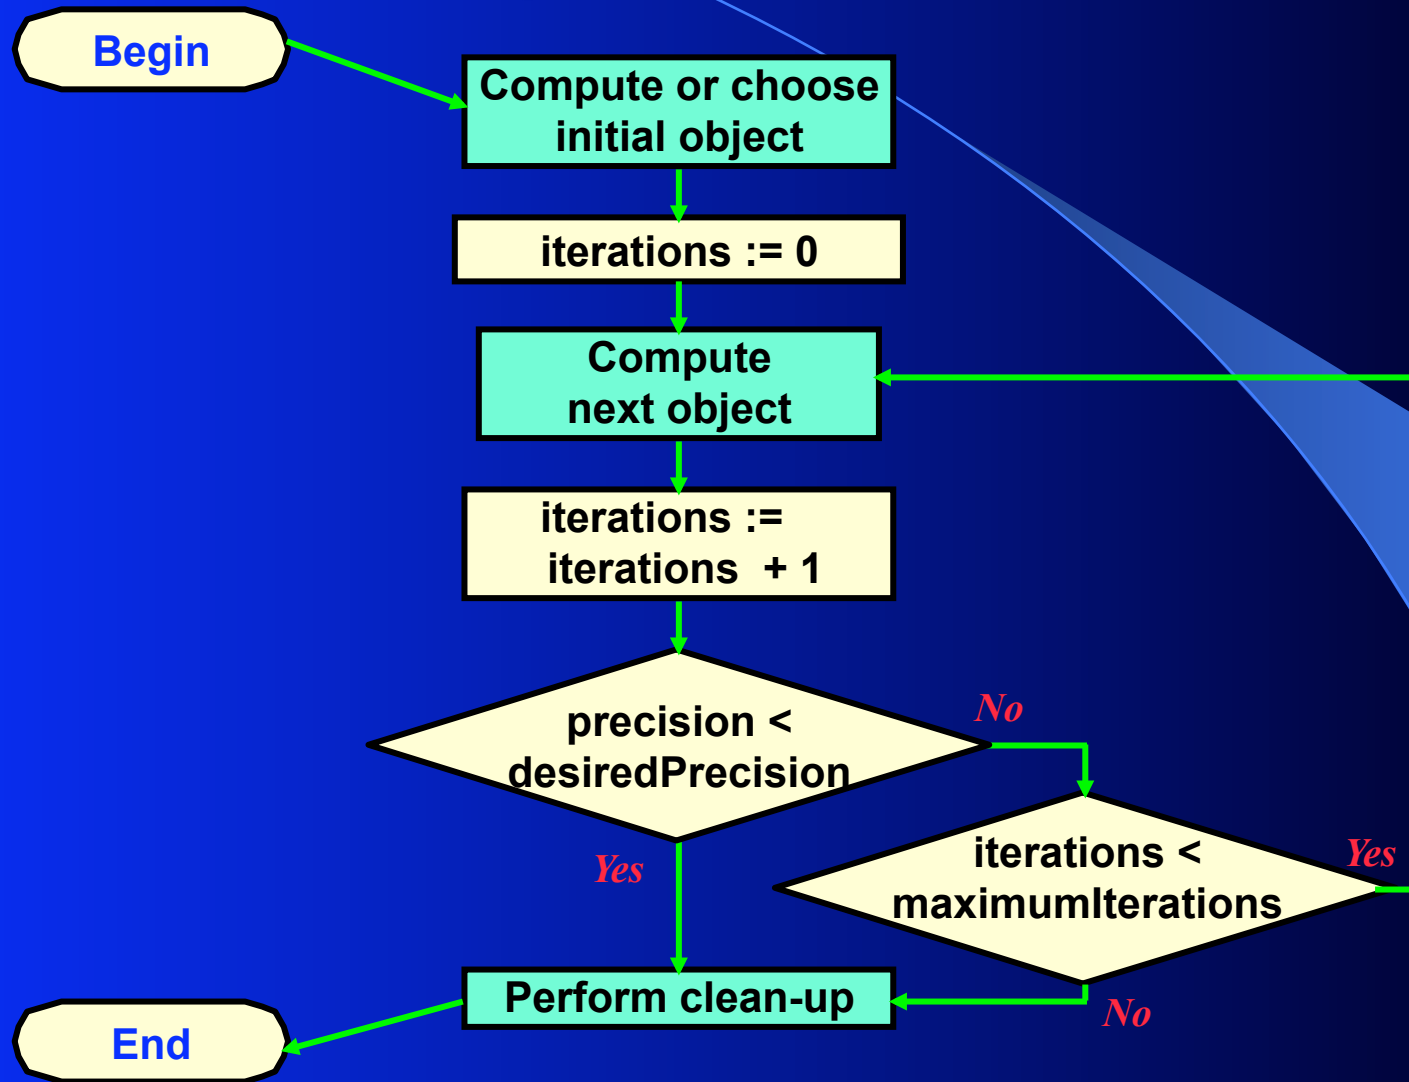 Begin
Compute or choose
initial object
iterations := 0
Compute
next object
iterations :=
iterations + 1
precision <
desiredPrecision
No
Yes
iterations <
maximumIterations
Yes
No
Perform clean-up
End